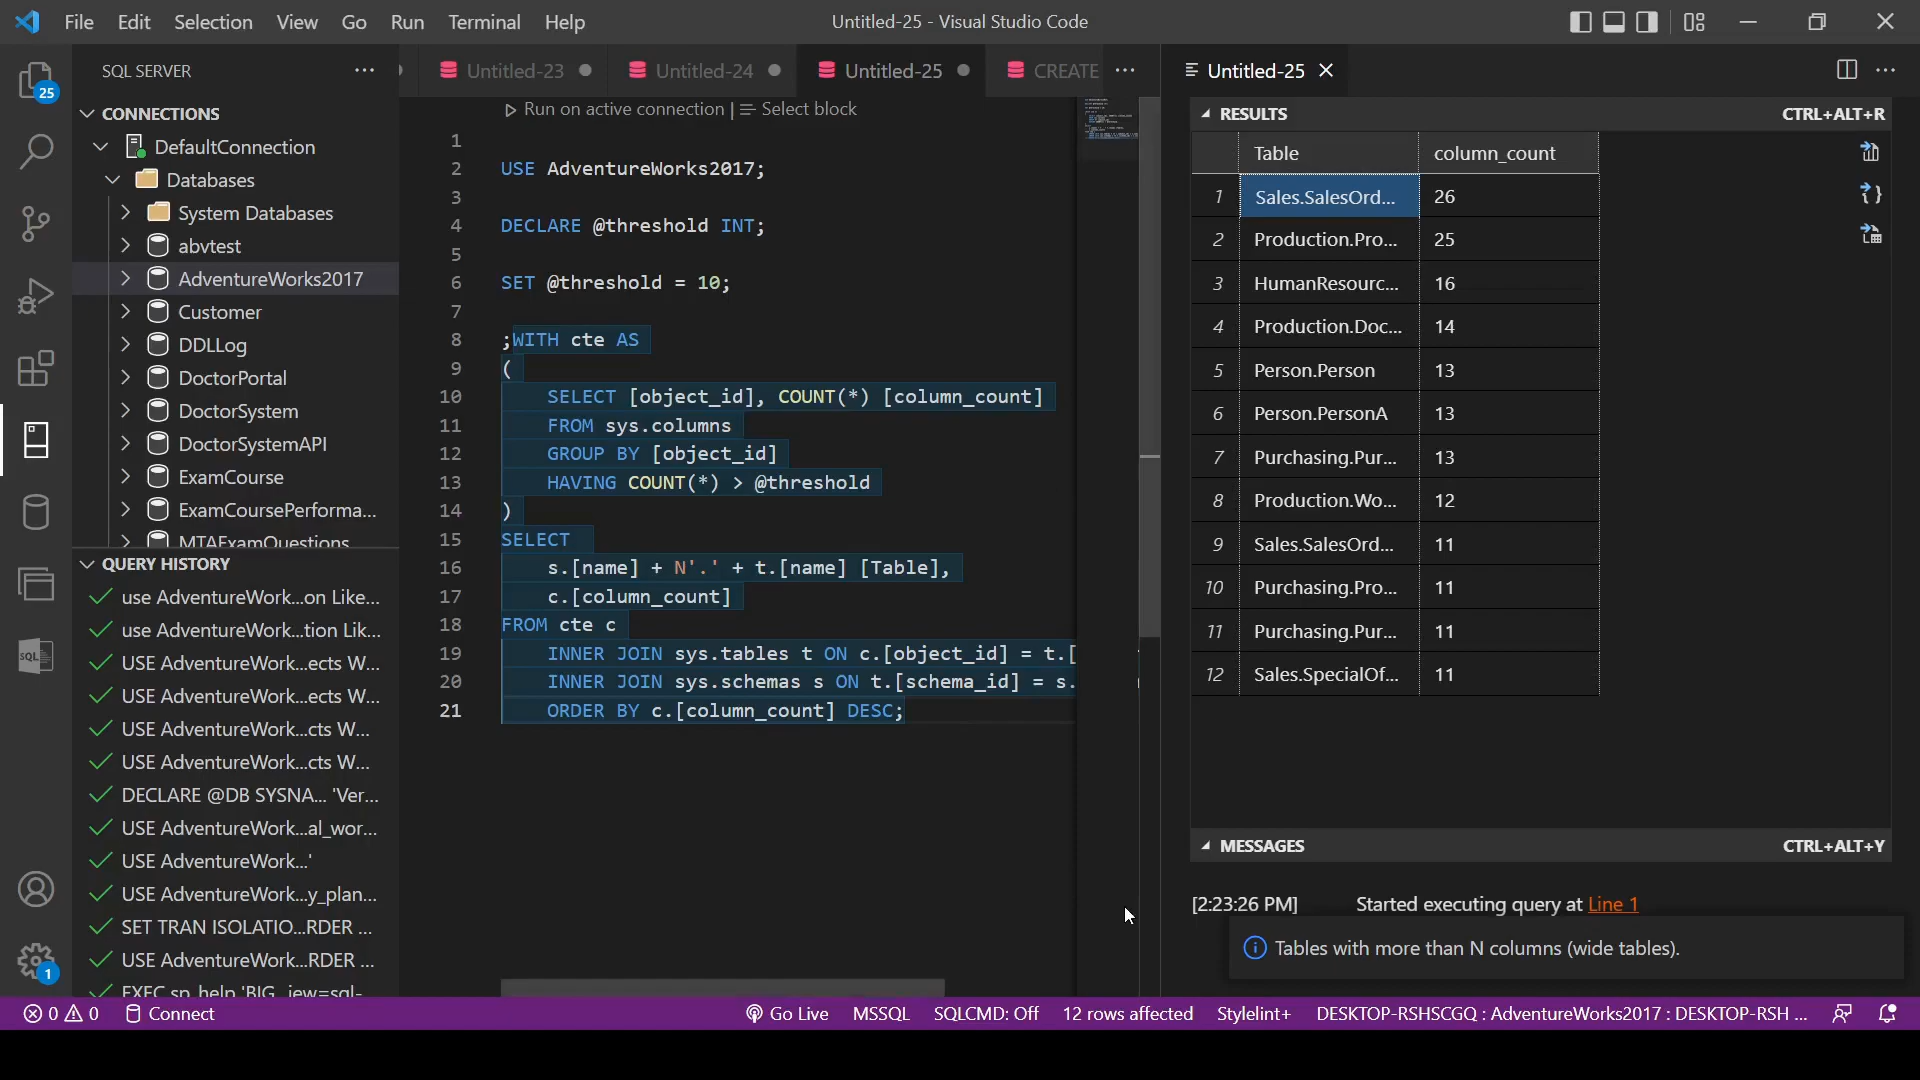 File Edit Selection View Go Run Terminal Help
Untitled-25 - Visual Studio Code
25
1
SQL SERVER
CONNECTIONS
DefaultConnection
Databases
System Databases
abvtest
AdventureWorks2017
Customer
DDLLog
DoctorPortal
DoctorSystem
DoctorSystemAPI
ExamCourse
ExamCoursePerforma...
MTAExamQuestions
QUERY HISTORY
use AdventureWork...on Like...
use AdventureWork...tion Lik...
USE AdventureWork...ects W...
USE AdventureWork...ects W...
USE AdventureWork...cts W...
USE AdventureWork...cts W...
DECLARE @DB SYSNA... 'Ver...
USE AdventureWork...al_wor...
USE AdventureWork...'
USE AdventureWork...y_plan...
SET TRAN ISOLATIO...RDER ...
USE AdventureWork...RDER ...
Untitled-23 Untitled-24 Untitled-25 CREATE
Run on active connection | Select block
1
2 USE AdventureWorks2017;
3
4 DECLARE @threshold INT;
5
6 SET @threshold = 10;
7
8 ;WITH cte AS
9 (
10 SELECT [object_id], COUNT(*) [column_count]
11 FROM sys.columns
12 GROUP BY [object_id]
13 HAVING COUNT(*) > @threshold
14 )
15 SELECT
16 s.[name] + N'.' + t.[name] [Table],
17 c.[column_count]
18 FROM cte c
19 INNER JOIN sys.tables t ON c.[object_id] = t.[
20 INNER JOIN sys.schemas s ON t.[schema_id] = s.
21 ORDER BY c.[column_count] DESC;
Untitled-25
RESULTS CTRL+ALT+R
Table column_count
1 Sales.SalesOrd... 26
2 Production.Pro... 25
3 HumanResourc... 16
4 Production.Doc... 14
5 Person.Person 13
6 Person.PersonA 13
7 Purchasing.Pur... 13
8 Production.Wo... 12
9 Sales.SalesOrd... 11
10 Purchasing.Pro... 11
11 Purchasing.Pur... 11
12 Sales.SpecialOf... 11
MESSAGES CTRL+ALT+Y
[2:23:26 PM] Started executing query at Line 1
Tables with more than N columns (wide tables).
0 0 Connect Go Live MSSQL SQLCMD: Off 12 rows affected Stylelint+ DESKTOP-RSHSCGQ : AdventureWorks2017 : DESKTOP-RSH ...